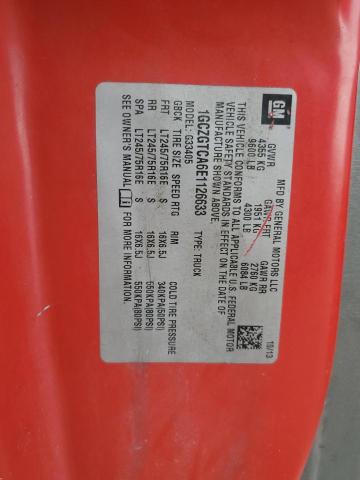 GM
MFD BY GENERAL MOTORS LLC 10/13
GVWR GAWR FRT GAWR RR
4355 KG 1951 KG 2760 KG
9600 LB 4300 LB 6084 LB
THIS VEHICLE CONFORMS TO ALL APPLICABLE U.S. FEDERAL MOTOR
VEHICLE SAFETY STANDARDS IN EFFECT ON THE DATE OF
MANUFACTURE SHOWN ABOVE.
1GCZGTCA6E1126633 TYPE: TRUCK
MODEL: G33405
GBCK TIRE SIZE SPEED RTG RIM COLD TIRE PRESSURE
FRT LT245/75R16E S 16X6.5J 340KPA(50PSI)
RR LT245/75R16E S 16X6.5J 550KPA(80PSI)
SP LT245/75R16E S 16X6.5J 550KPA(80PSI)
SEE OWNER'S MANUAL FOR MORE INFORMATION.